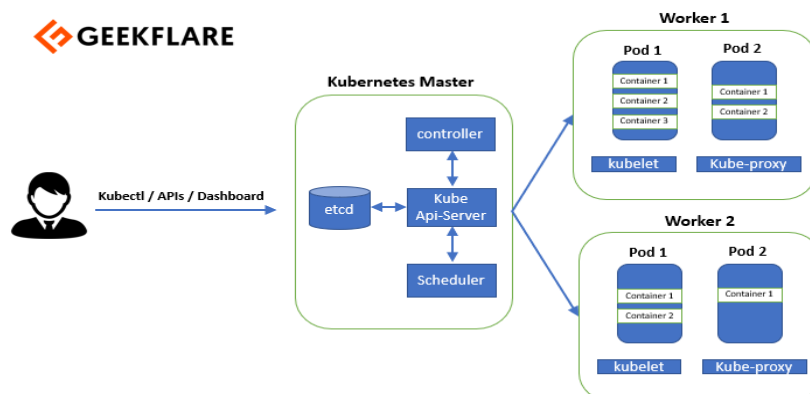 GEEKFLARE
Kubectl / APIs / Dashboard
Kubernetes Master
controller
etcd
Kube
Api-Server
Scheduler
Worker 1
Pod 1
Container 1
Container 2
Container 3
Pod 2
Container 1
Container 2
kubelet
Kube-proxy
Worker 2
Pod 1
Container 1
Container 2
Pod 2
Container 1
kubelet
Kube-proxy